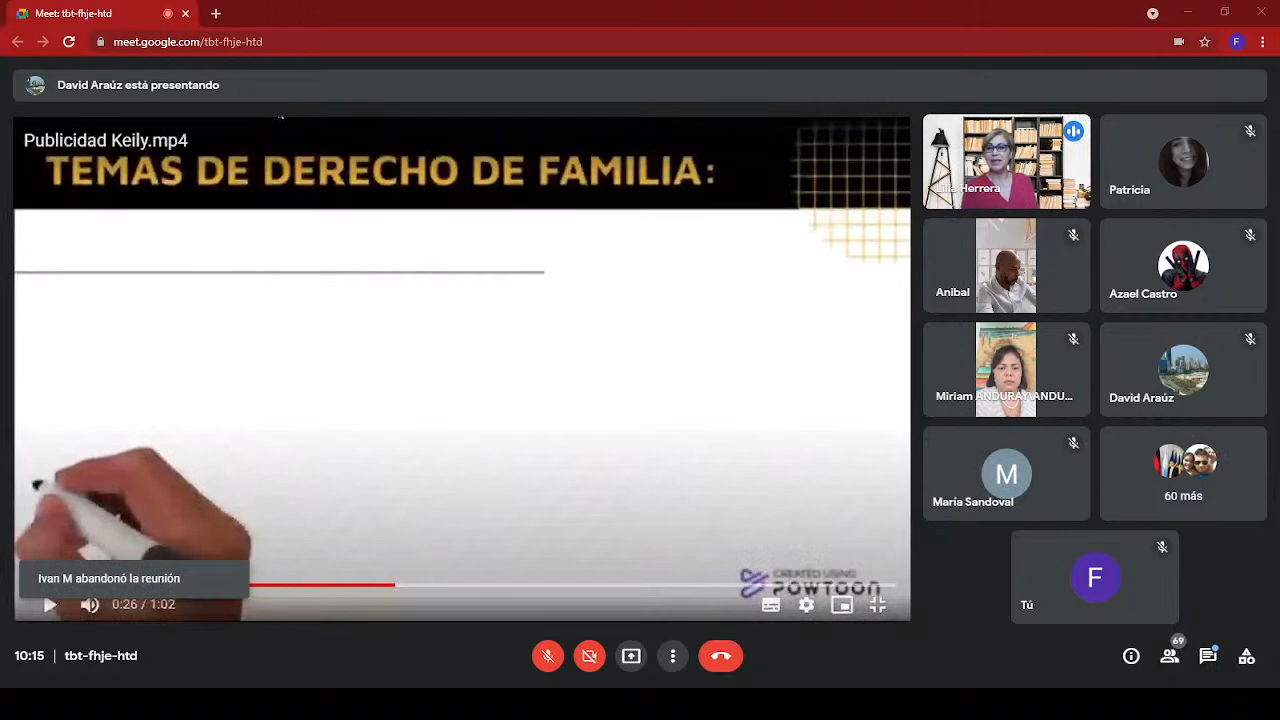 Meet: tbt-fhje-htd
meet.google.com/tbt-fhje-htd
F
David Araúz está presentando
Publicidad Keily.mp4
TEMAS DE DERECHO DE FAMILIA:
Lilia Herrera
Patricia
Anibal
Azael Castro
Miriam ANDURAY ANDU...
David Araúz
M
María Sandoval
60 más
F
Tú
Ivan M abandonó la reunión
CREATED USING
POWTOON
0:26 / 1:02
10:15 | tbt-fhje-htd
69